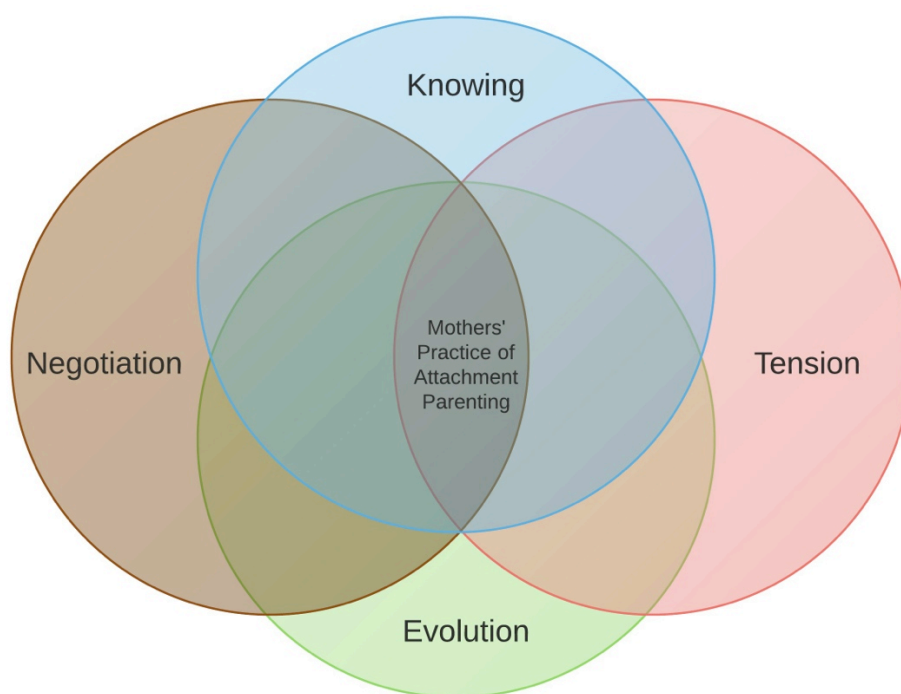 Knowing
Negotiation
Mothers'
Practice of
Attachment
Parenting
Tension
Evolution